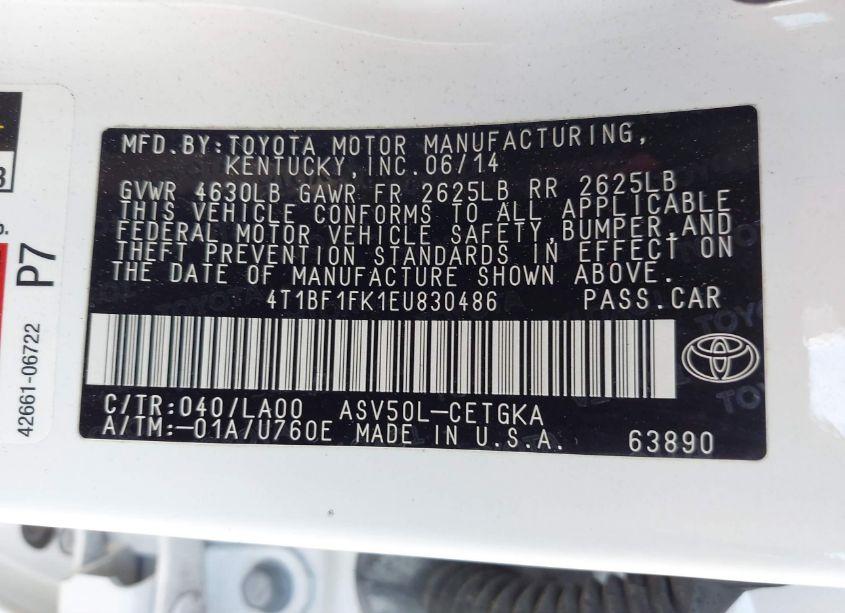 MFD.BY:TOYOTA MOTOR MANUFACTURING,
KENTUCKY,INC.06/14
GVWR 4630LB GAWR FR 2625LB RR 2625LB
THIS VEHICLE CONFORMS TO ALL APPLICABLE
FEDERAL MOTOR VEHICLE SAFETY,BUMPER,AND
THEFT PREVENTION STANDARDS IN EFFECT ON
THE DATE OF MANUFACTURE SHOWN ABOVE.
4T1BF1FK1EU830486 PASS.CAR
C/TR:040/LA00 ASV50L-CETGKA
A/TM:-01A/U760E MADE IN U.S.A. 63890
P7
42661-06722